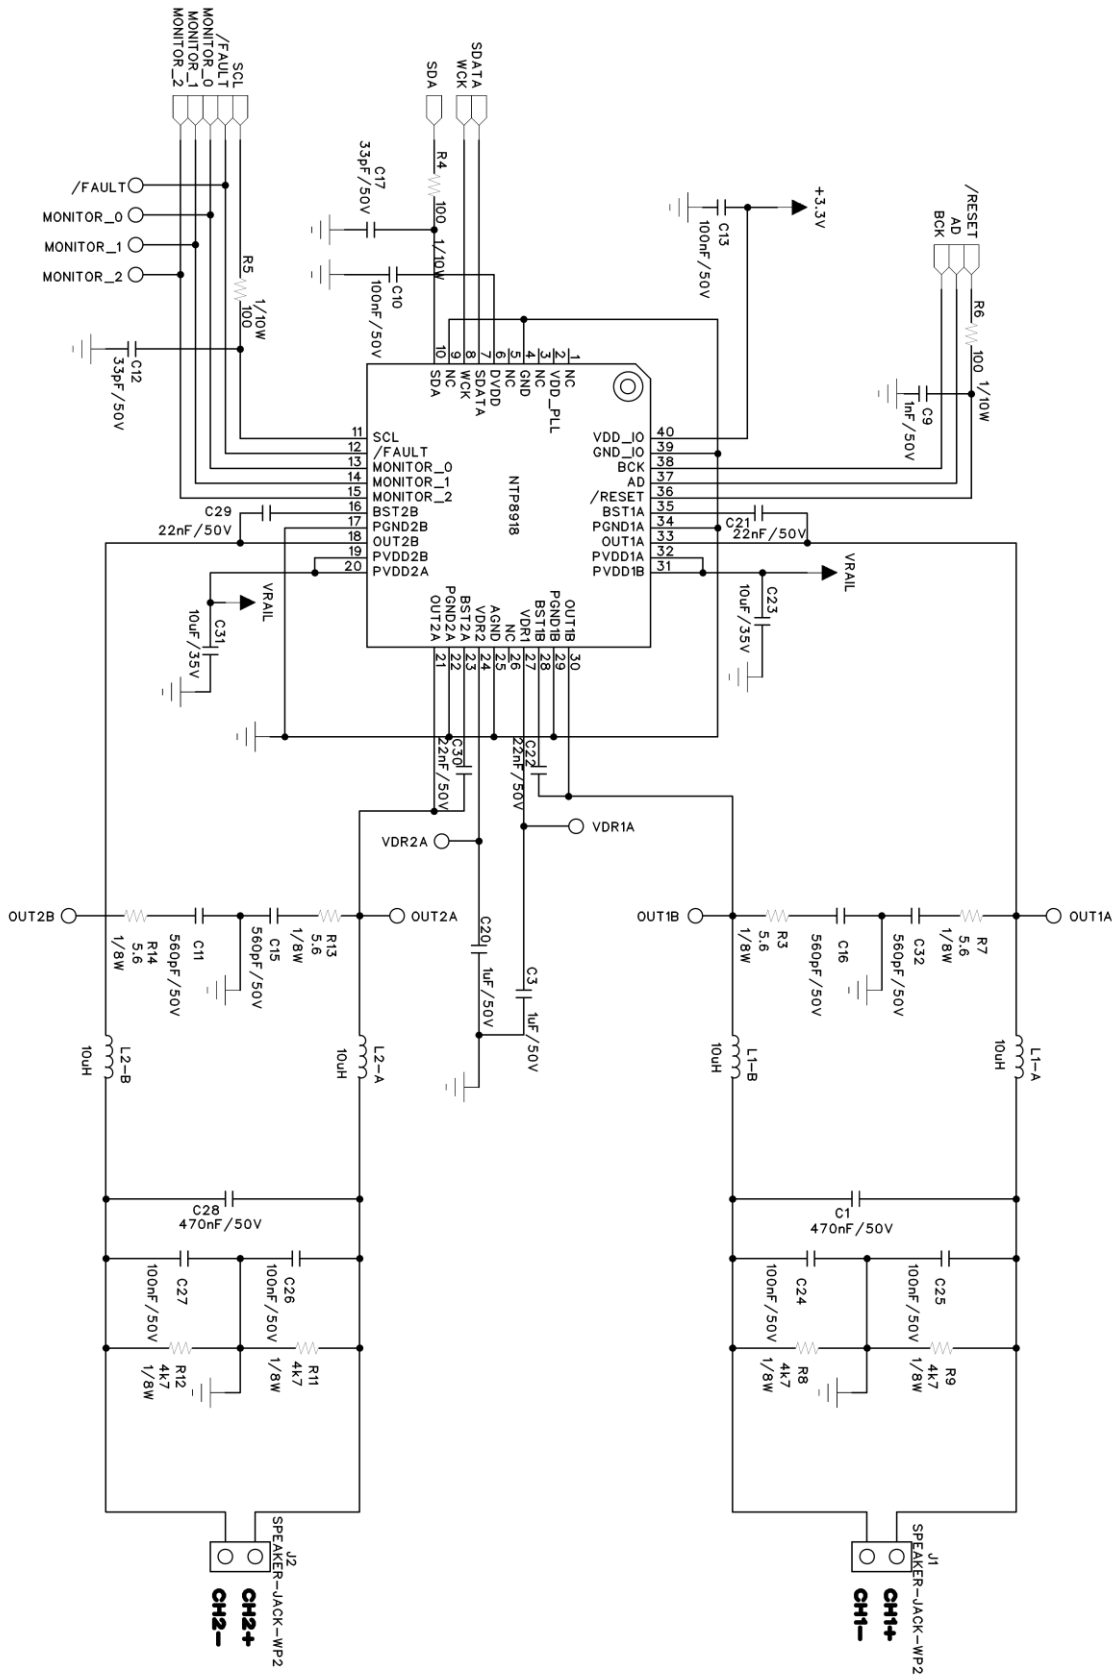 SCL
/FAULT
MONITOR_0
MONITOR_1
MONITOR_2
/FAULT
MONITOR_0
MONITOR_1
MONITOR_2
R5
1/10W
100
C12
33pF/50V
SDATA
WCK
SDA
R4
100
1/10W
C17
33pF/50V
C10
100nF/50V
+3.3V
C13
100nF/50V
/RESET
AD
BCK
R6
100
1/10W
C9
1nF/50V
NTP8918
1
NC
2
VDD_PLL
3
NC
4
GND
5
NC
6
DVDD
7
SDATA
8
WCK
9
NC
10
SDA
11
SCL
12
/FAULT
13
MONITOR_0
14
MONITOR_1
15
MONITOR_2
16
BST2B
17
PGND2B
18
OUT2B
19
PVDD2B
20
PVDD2A
21
OUT2A
22
PGND2A
23
BST2A
24
VDR2
25
AGND
26
NC
27
VDR1
28
BST1B
29
PGND1B
30
OUT1B
31
PVDD1B
32
PVDD1A
33
OUT1A
34
PGND1A
35
BST1A
36
/RESET
37
AD
38
BCK
39
GND_IO
40
VDD_IO
C29
22nF/50V
VRAIL
C31
10uF/35V
C21
22nF/50V
VRAIL
C23
10uF/35V
C30
22nF/50V
C22
22nF/50V
VDR2A
VDR1A
C20
1uF/50V
C3
1uF/50V
OUT2B
R14
5.6
1/8W
C11
560pF/50V
C15
560pF/50V
R13
5.6
1/8W
OUT2A
OUT1B
R3
5.6
1/8W
C16
560pF/50V
C32
560pF/50V
R7
5.6
1/8W
OUT1A
L2-B
10uH
L2-A
10uH
L1-B
10uH
L1-A
10uH
C28
470nF/50V
C1
470nF/50V
C27
100nF/50V
C26
100nF/50V
C24
100nF/50V
C25
100nF/50V
R12
4k7
1/8W
R11
4k7
1/8W
R8
4k7
1/8W
R9
4k7
1/8W
J2
SPEAKER-JACK-WP2
CH2+
CH2-
J1
SPEAKER-JACK-WP2
CH1+
CH1-